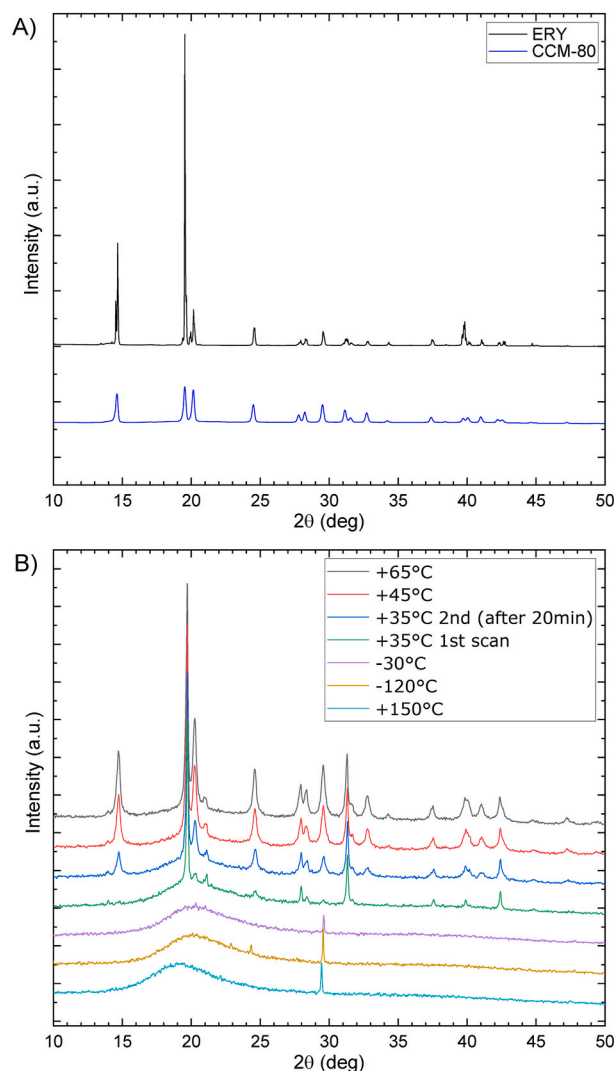 A)
ERY
CCM-80
Intensity (a.u.)
10 15 20 25 30 35 40 45 50
2θ (deg)
B)
+65°C
+45°C
+35°C 2nd (after 20min)
+35°C 1st scan
-30°C
-120°C
+150°C
Intensity (a.u.)
10 15 20 25 30 35 40 45 50
2θ (deg)